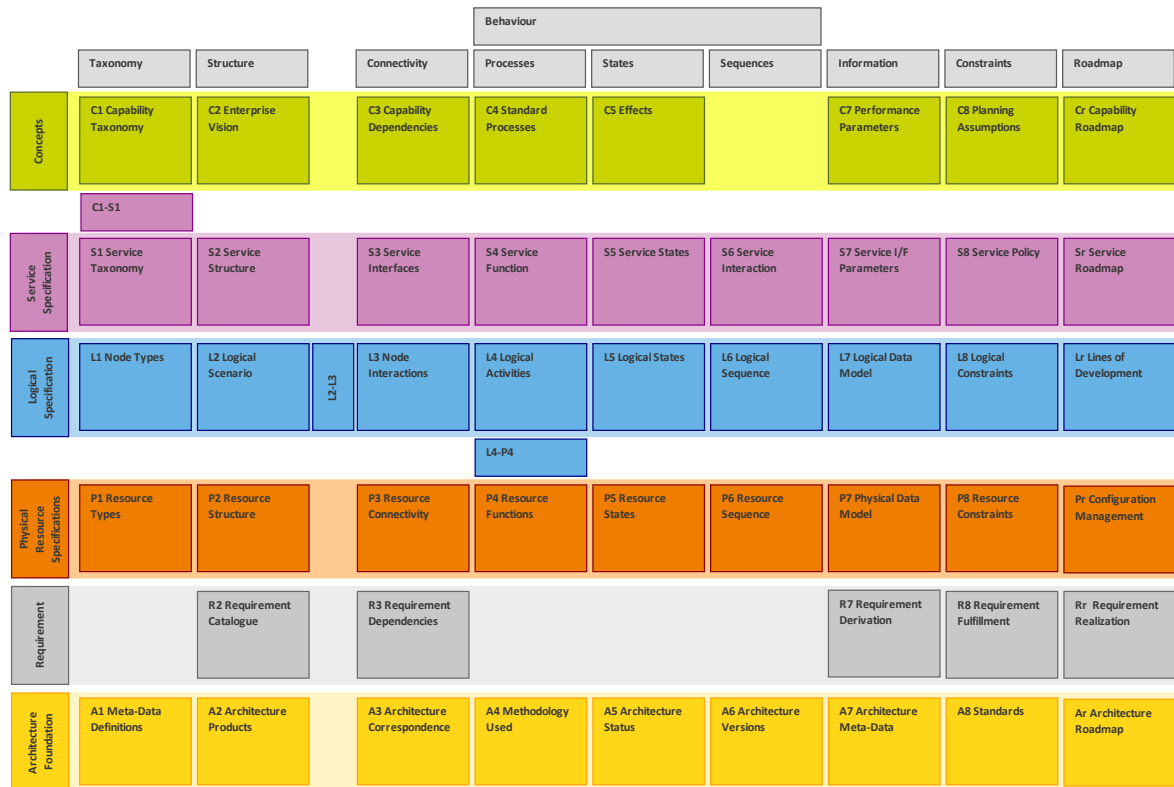 Behaviour
Taxonomy
Structure
Connectivity
Processes
States
Sequences
Information
Constraints
Roadmap
Concepts
C1 Capability
Taxonomy
C2 Enterprise
Vision
C3 Capability
Dependencies
C4 Standard
Processes
C5 Effects
C7 Performance
Parameters
C8 Planning
Assumptions
Cr Capability
Roadmap
C1-S1
Service
Specification
S1 Service
Taxonomy
S2 Service
Structure
S3 Service
Interfaces
S4 Service
Function
S5 Service States
S6 Service
Interaction
S7 Service I/F
Parameters
S8 Service Policy
Sr Service
Roadmap
Logical
Specification
L1 Node Types
L2 Logical
Scenario
L2-L3
L3 Node
Interactions
L4 Logical
Activities
L5 Logical States
L6 Logical
Sequence
L7 Logical Data
Model
L8 Logical
Constraints
Lr Lines of
Development
L4-P4
Physical
Resource
Specifications
P1 Resource
Types
P2 Resource
Structure
P3 Resource
Connectivity
P4 Resource
Functions
P5 Resource
States
P6 Resource
Sequence
P7 Physical Data
Model
P8 Resource
Constraints
Pr Configuration
Management
Requirement
R2 Requirement
Catalogue
R3 Requirement
Dependencies
R7 Requirement
Derivation
R8 Requirement
Fulfillment
Rr Requirement
Realization
Architecture
Foundation
A1 Meta-Data
Definitions
A2 Architecture
Products
A3 Architecture
Correspondence
A4 Methodology
Used
A5 Architecture
Status
A6 Architecture
Versions
A7 Architecture
Meta-Data
A8 Standards
Ar Architecture
Roadmap